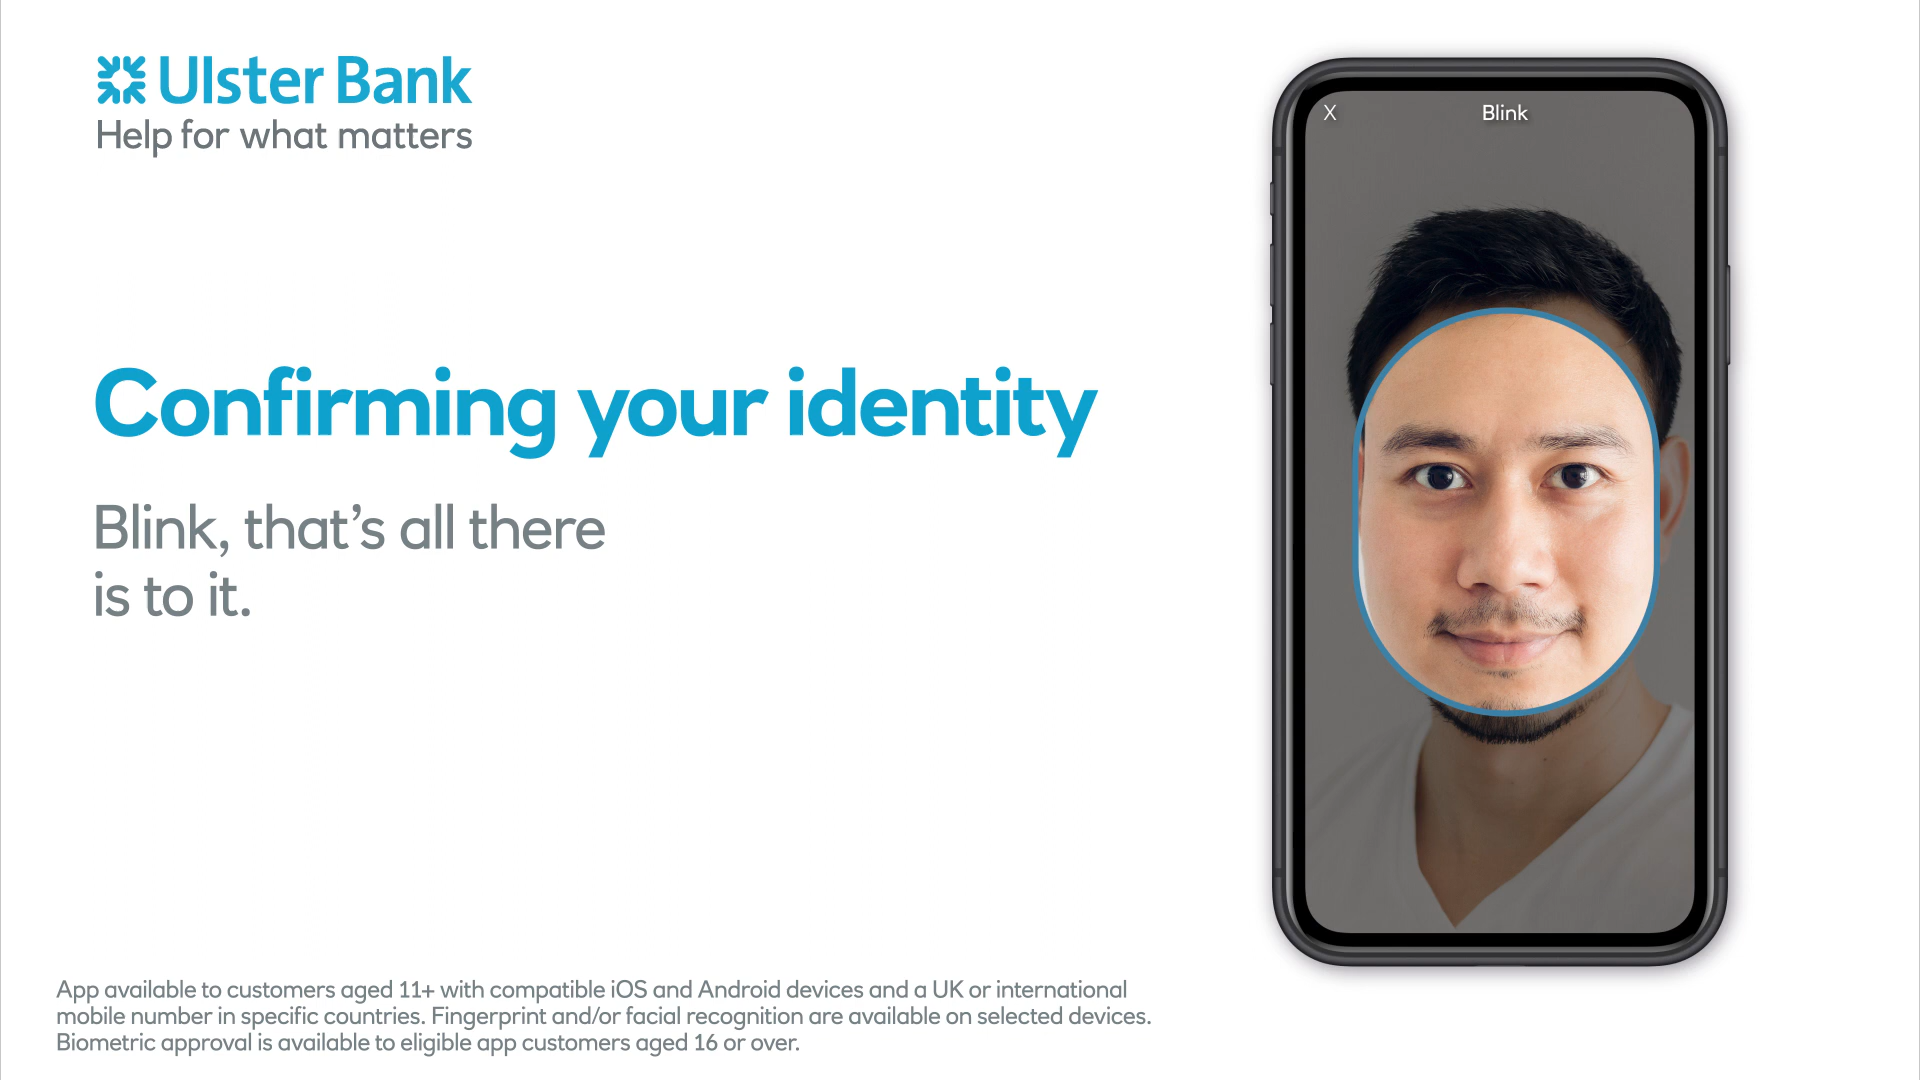 Ulster Bank
Help for what matters
Confirming your identity
Blink, that’s all there
is to it.
X
Blink
App available to customers aged 11+ with compatible iOS and Android devices and a UK or international
mobile number in specific countries. Fingerprint and/or facial recognition are available on selected devices.
Biometric approval is available to eligible app customers aged 16 or over.